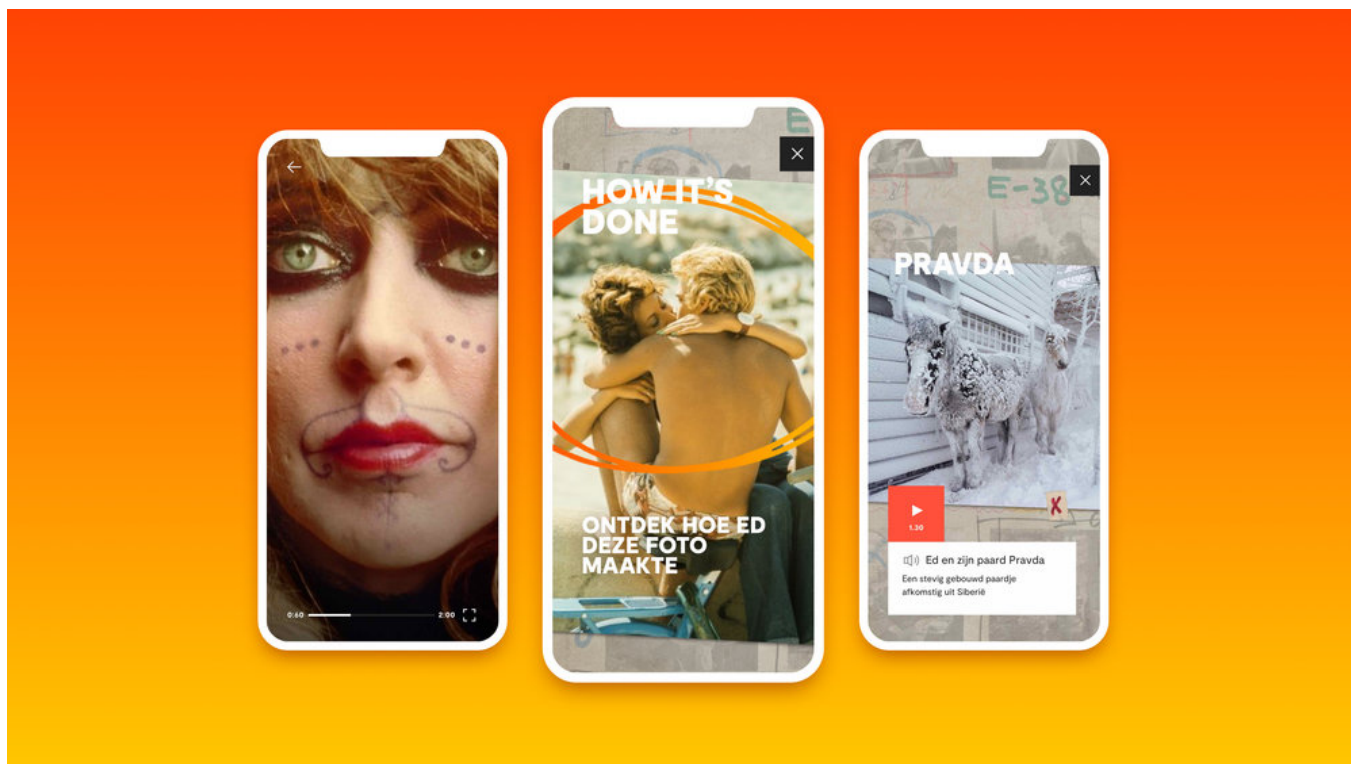 0:60
2:00
E
HOW IT'S
DONE
ONTDEK HOE ED
DEZE FOTO
MAAKTE
E-38
PRAVDA
K
1.30
Ed en zijn paard Pravda
Een stevig gebouwd paardje
afkomstig uit Siberië